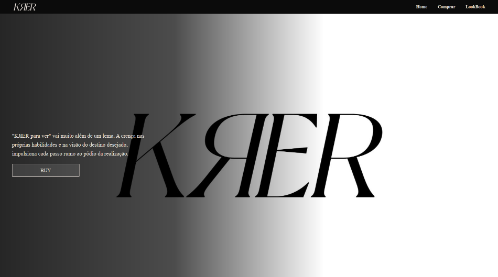 KЯER
Home Comprar LookBook
"KЯER para ver" vai muito além de um lema. A crença nas
próprias habilidades e na visão do destino desejado,
impulsiona cada passo rumo ao pódio da realização.
BUY
KЯER